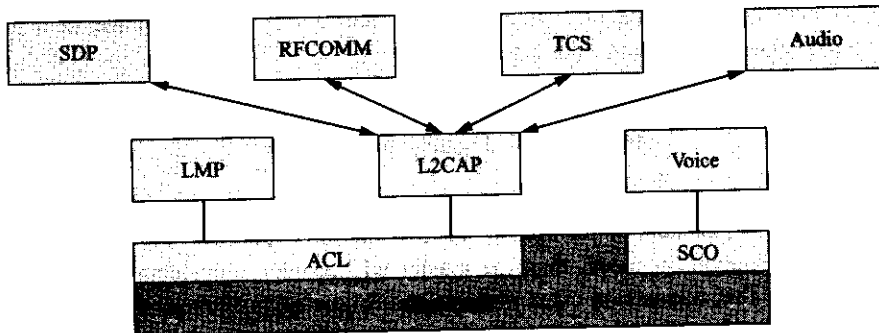 SDP
RFCOMM
TCS
Audio
LMP
L2CAP
Voice
ACL
SCO